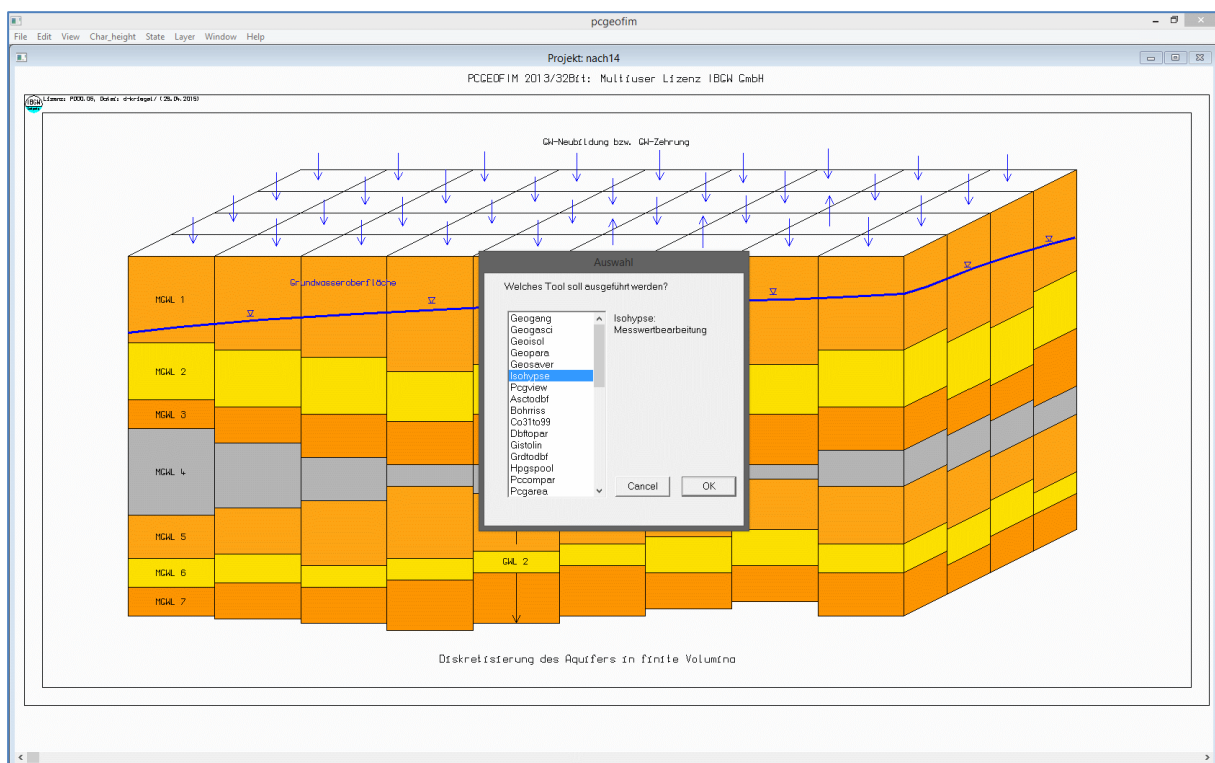 pcgeofim
File Edit View Char_height State Layer Window Help
Projekt: nach14
PCGEOFIM 2013/32Bit: Multiuser Lizenz IBGW GmbH
IBGW
GW-Neubildung bzw. GW-Zehrung
Grundwasseroberfläche
MGWL 1
MGWL 2
MGWL 3
MGWL 4
MGWL 5
MGWL 6
MGWL 7
GWL 2
Auswahl
Welches Tool soll ausgeführt werden?
Geogang
Geogasci
Geoisol
Geopara
Geosaver
Isohypse
Pcgview
Asctodbf
Bohrriss
Co31to99
Dbftopar
Gistolin
Grdtodbf
Hpgspool
Pccompar
Pcgarea
Isohypse:
Messwertbearbeitung
Cancel OK
Diskretisierung des Aquifers in finite Volumina